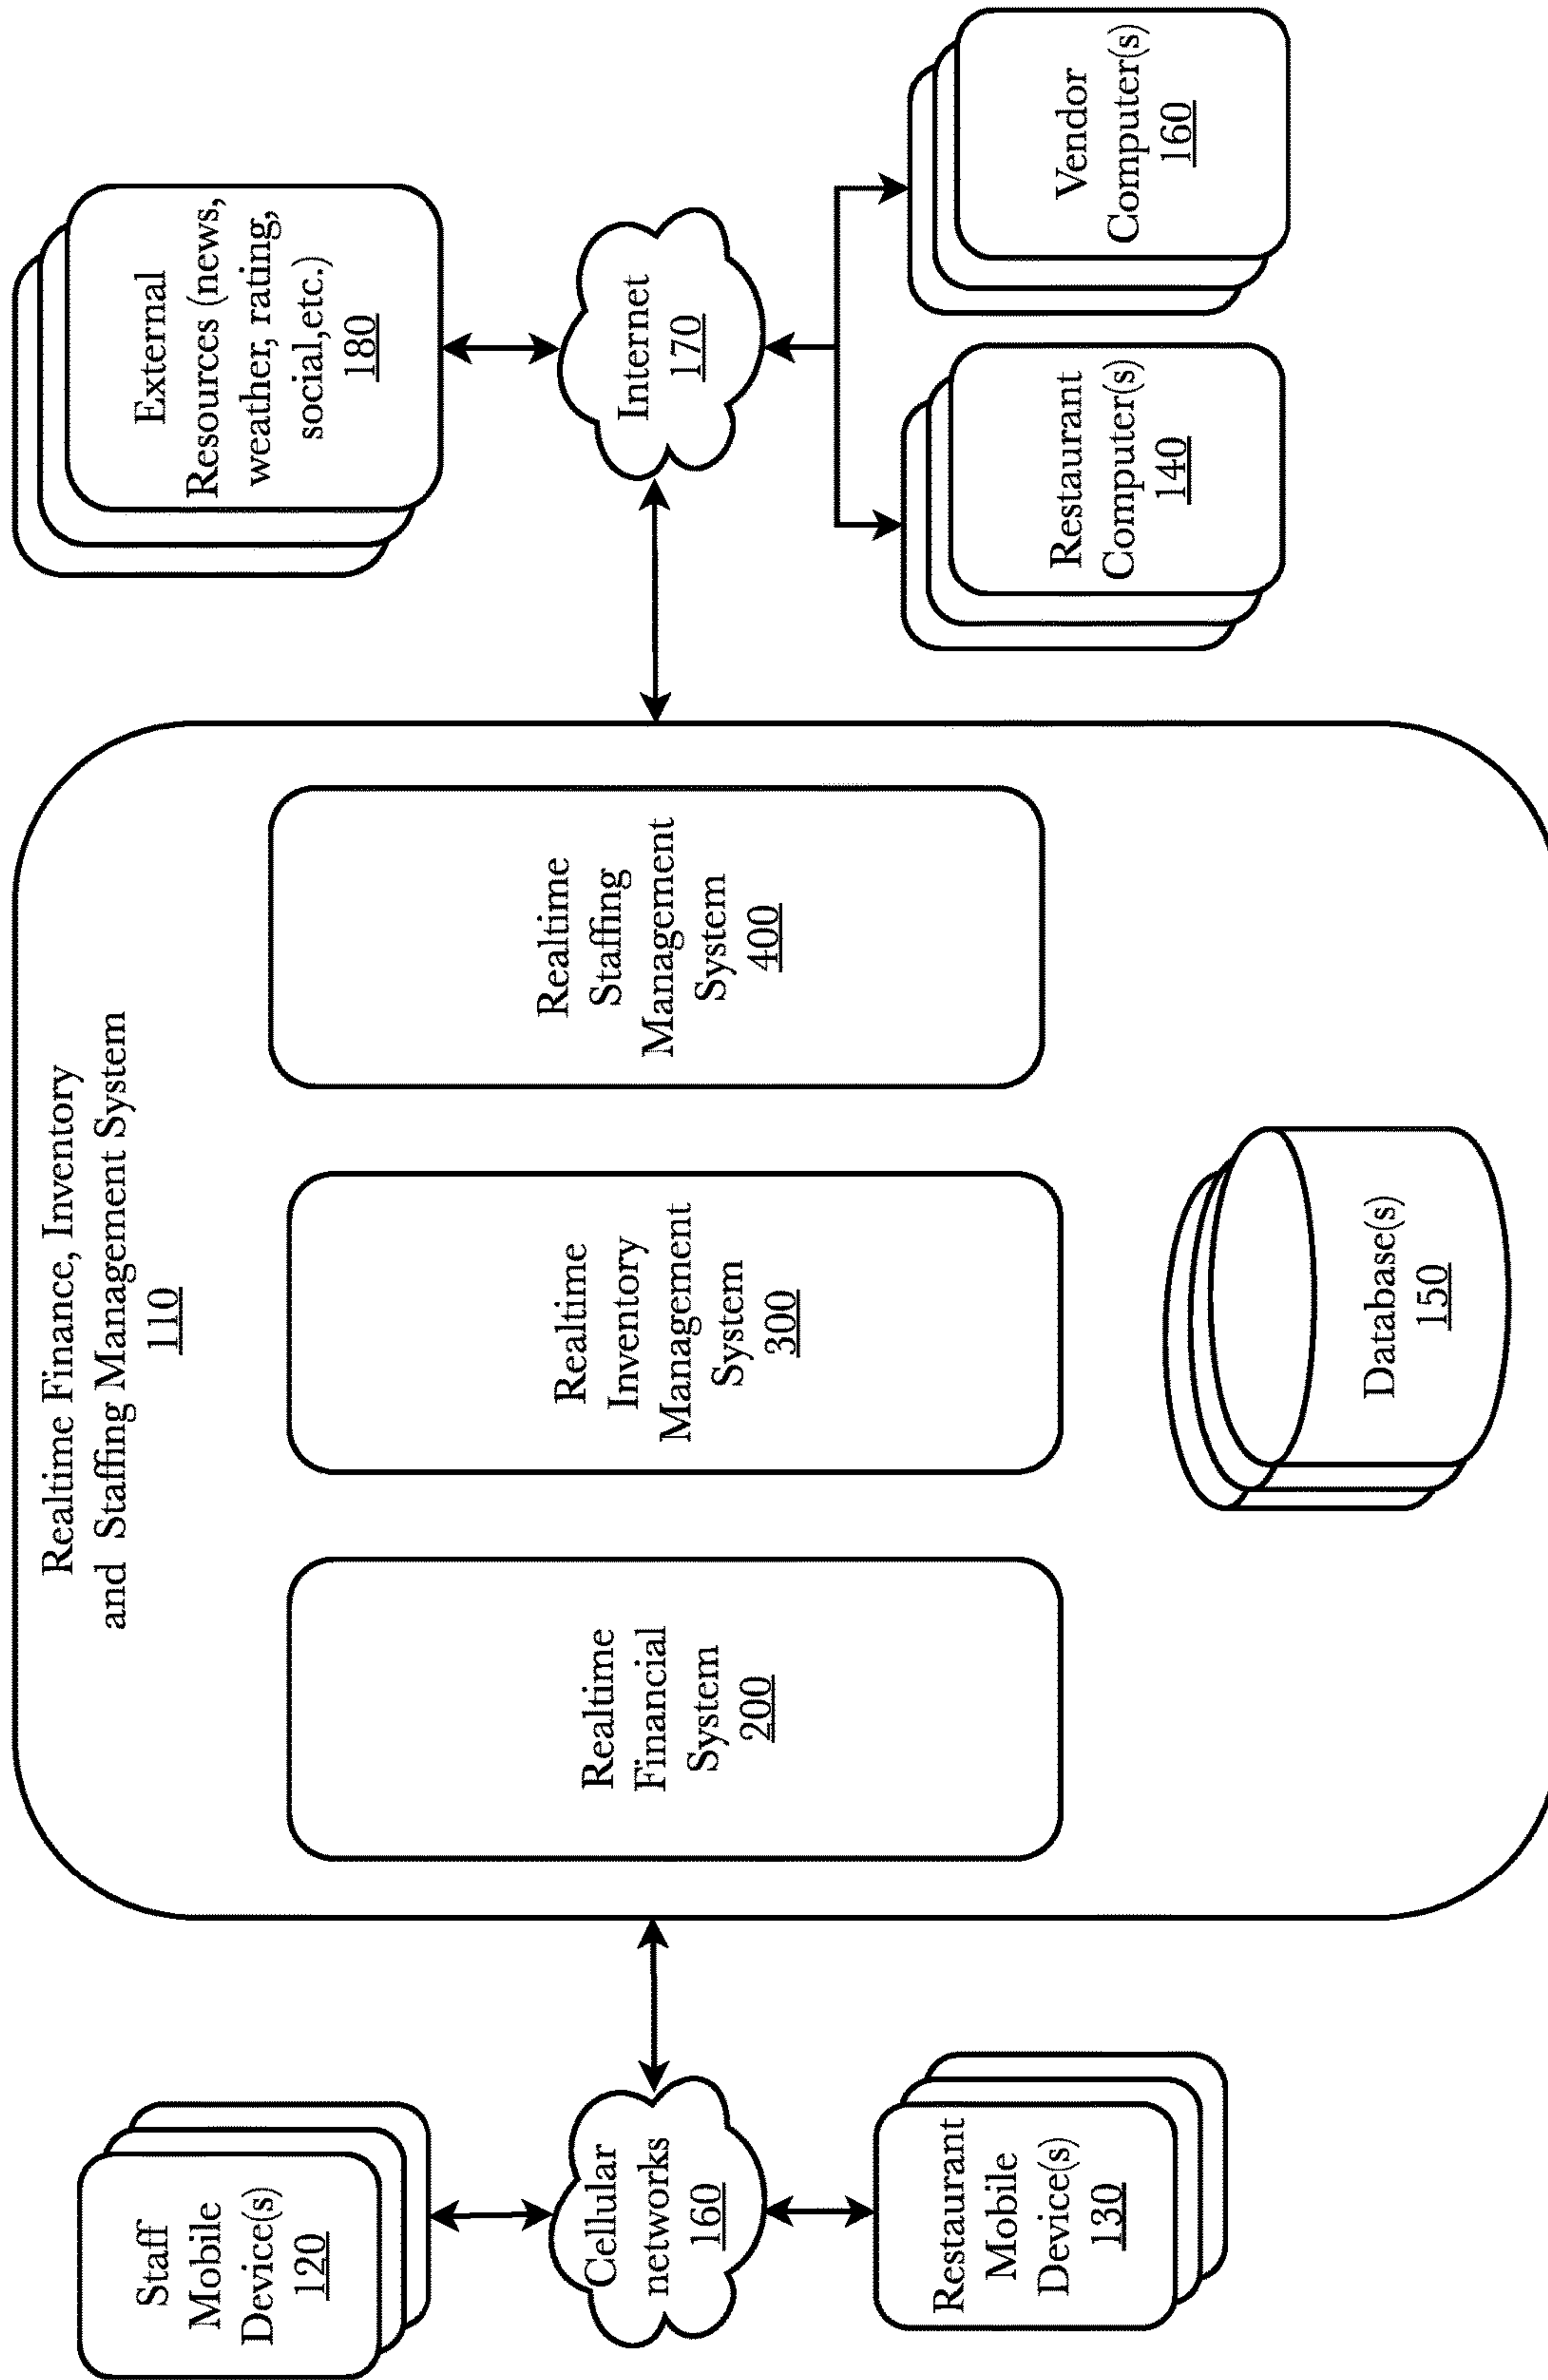 Staff
Mobile
Device(s)
120
Cellular
networks
160
Restaurant
Mobile
Device(s)
130
Realtime Finance, Inventory
and Staffing Management System
110
Realtime
Financial
System
200
Realtime
Inventory
Management
System
300
Realtime
Staffing
Management
System
400
Database(s)
150
External
Resources (news,
weather, rating,
social,etc.)
180
Internet
170
Restaurant
Computer(s)
140
Vendor
Computer(s)
160